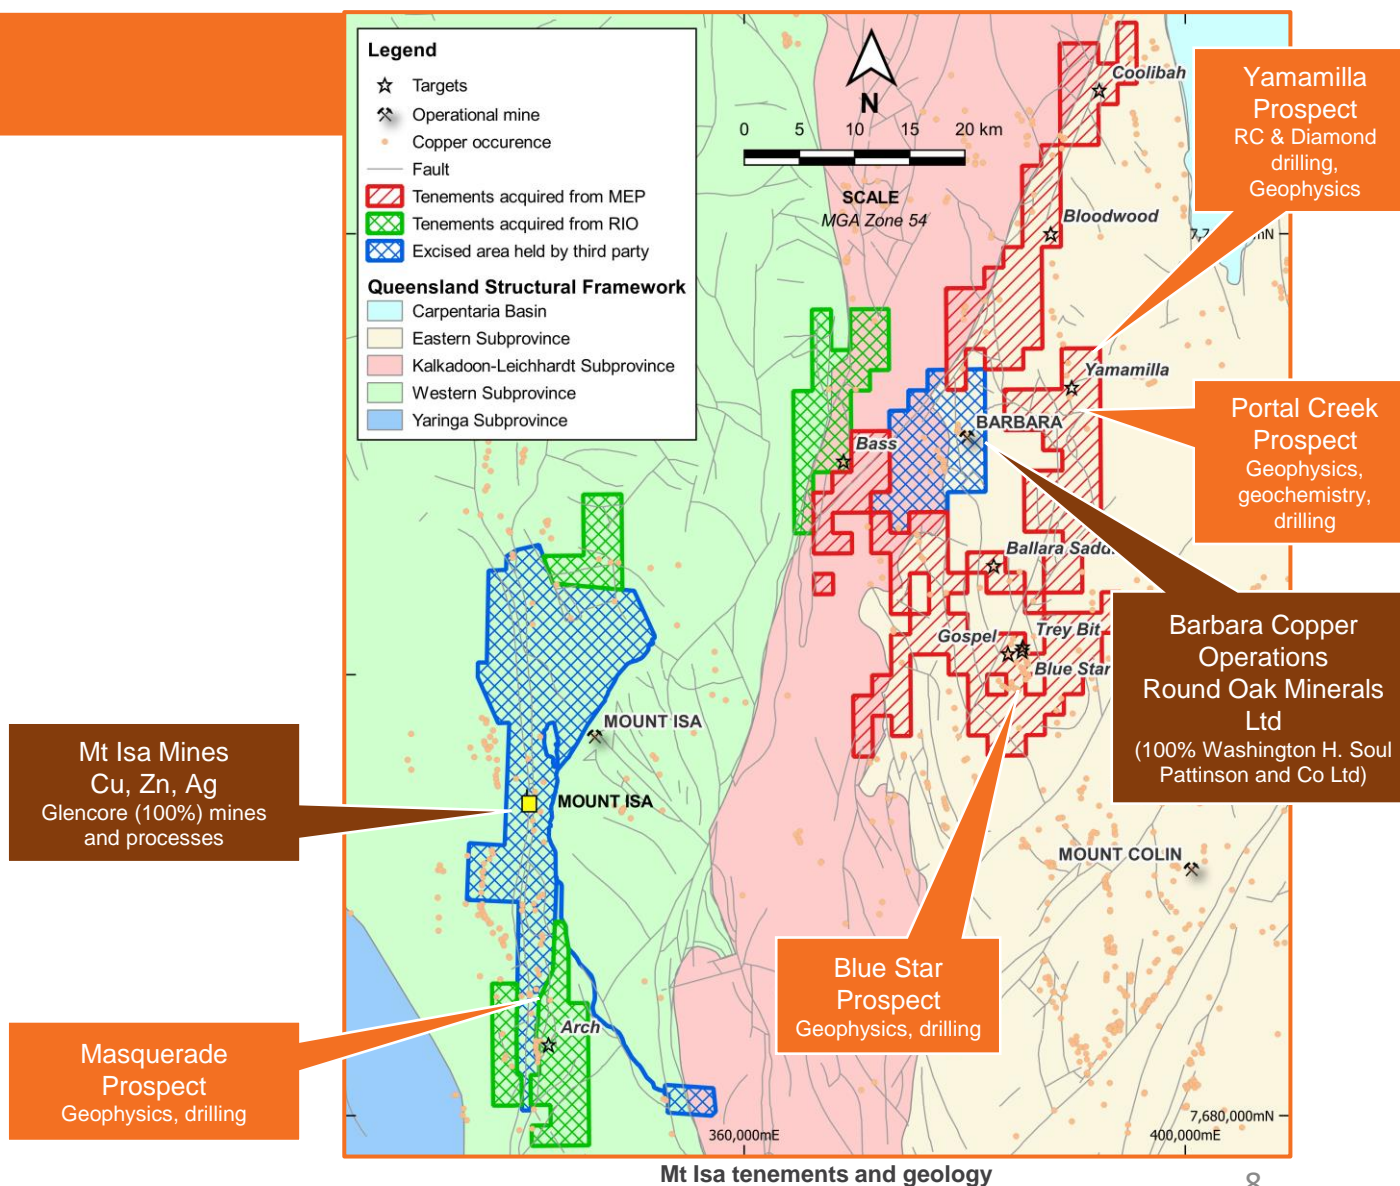 Legend
Targets
Operational mine
Copper occurence
Fault
Tenements acquired from MEP
Tenements acquired from RIO
Excised area held by third party
Queensland Structural Framework
Carpentaria Basin
Eastern Subprovince
Kalkadoon-Leichhardt Subprovince
Western Subprovince
Yaringa Subprovince
N
0 5 10 15 20 km
SCALE
MGA Zone 54
Coolibah
Bloodwood
Yamamilla
Prospect
RC & Diamond
drilling,
Geophysics
Yamamilla
BARBARA
Bass
Portal Creek
Prospect
Geophysics,
geochemistry,
drilling
Ballara
Gospel
Trey Bit
Blue Star
Barbara Copper
Operations
Round Oak Minerals
Ltd
(100% Washington H. Soul
Pattinson and Co Ltd)
MOUNT ISA
MOUNT ISA
Mt Isa Mines
Cu, Zn, Ag
Glencore (100%) mines
and processes
MOUNT COLIN
Blue Star
Prospect
Geophysics, drilling
Arch
Masquerade
Prospect
Geophysics, drilling
7,680,000mN
360,000mE
400,000mE
Mt Isa tenements and geology
8